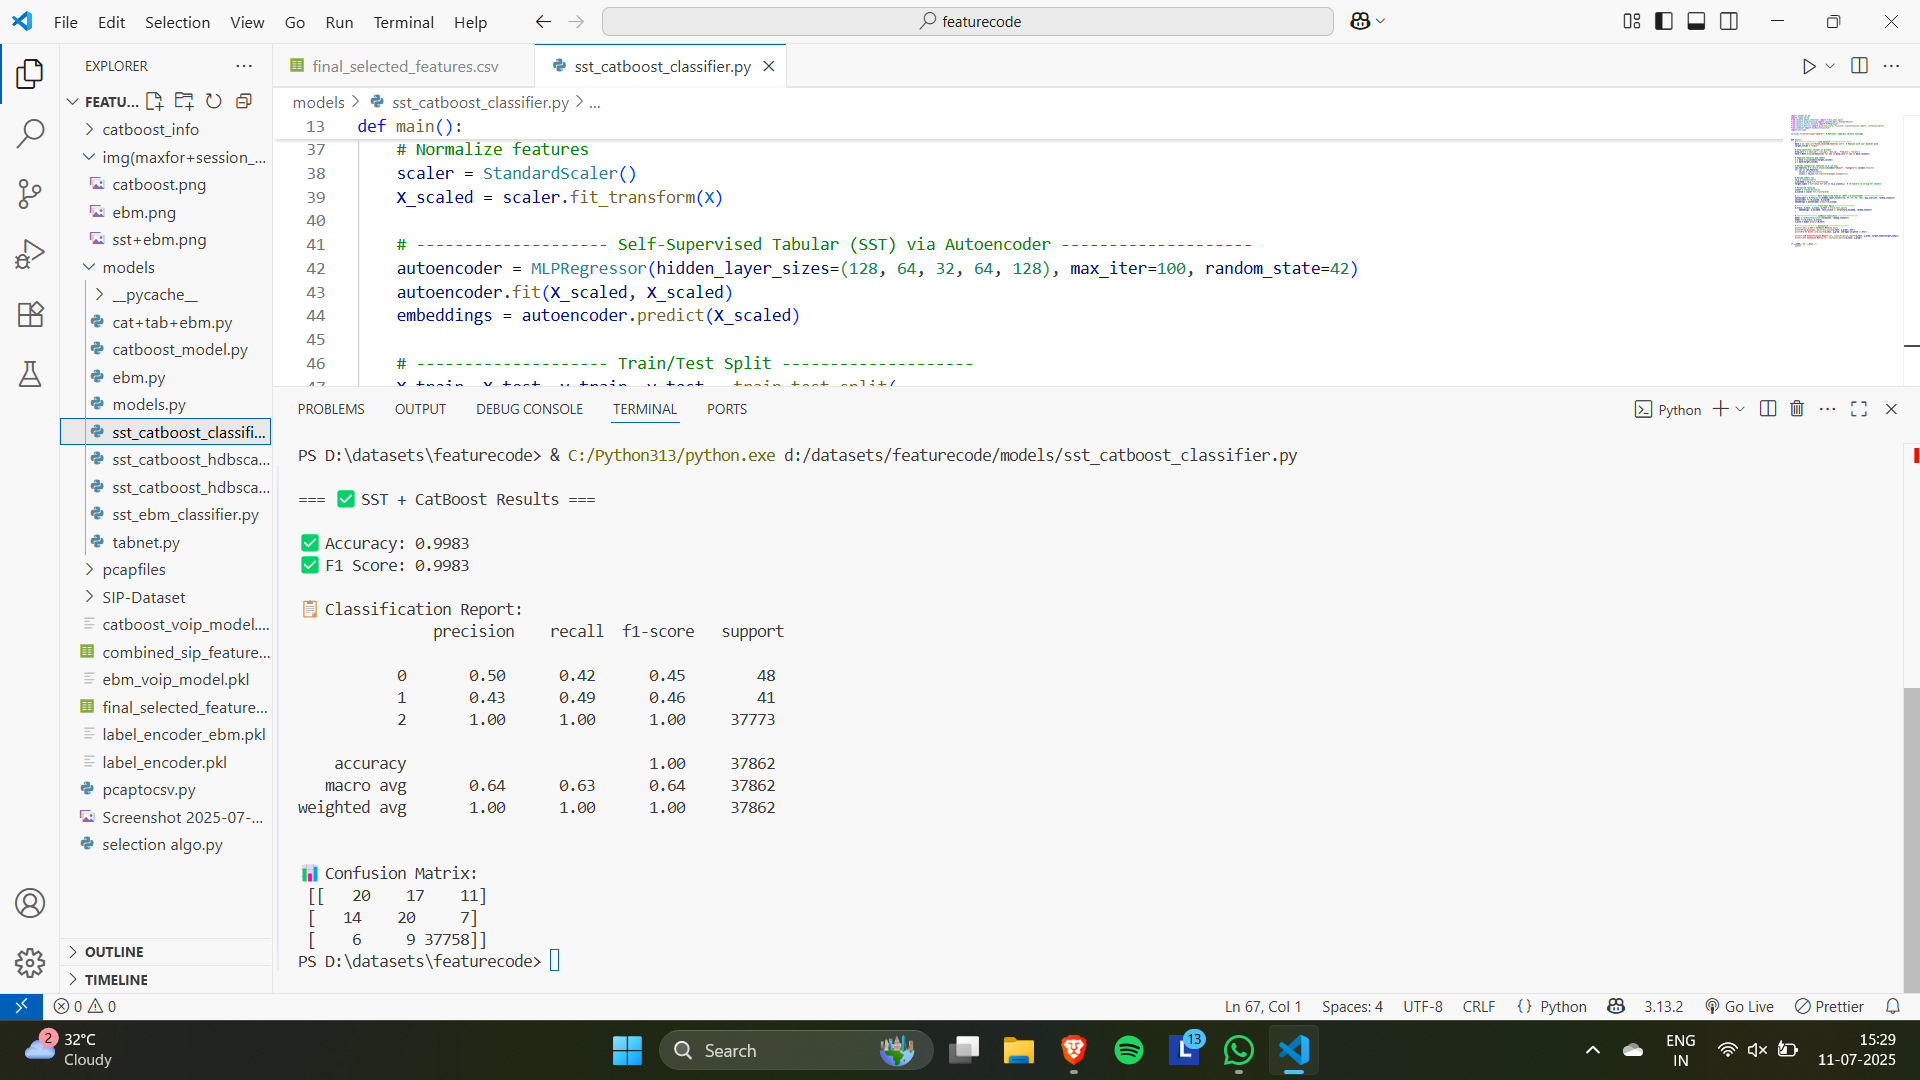 File Edit Selection View Go Run Terminal Help
featurecode
EXPLORER
FEATU...
catboost_info
img(maxfor+session_...
catboost.png
ebm.png
sst+ebm.png
models
__pycache__
cat+tab+ebm.py
catboost_model.py
ebm.py
models.py
sst_catboost_classifi...
sst_catboost_hdbsca...
sst_catboost_hdbsca...
sst_ebm_classifier.py
tabnet.py
pcapfiles
SIP-Dataset
catboost_voip_model....
combined_sip_feature...
ebm_voip_model.pkl
final_selected_feature...
label_encoder_ebm.pkl
label_encoder.pkl
pcaptocsv.py
Screenshot 2025-07-...
selection algo.py
OUTLINE
TIMELINE
final_selected_features.csv
sst_catboost_classifier.py
models > sst_catboost_classifier.py > ...
13 def main():
37 # Normalize features
38 scaler = StandardScaler()
39 X_scaled = scaler.fit_transform(X)
40
41 # -------------------- Self-Supervised Tabular (SST) via Autoencoder --------------------
42 autoencoder = MLPRegressor(hidden_layer_sizes=(128, 64, 32, 64, 128), max_iter=100, random_state=42)
43 autoencoder.fit(X_scaled, X_scaled)
44 embeddings = autoencoder.predict(X_scaled)
45
46 # -------------------- Train/Test Split --------------------
47 X_train, X_test, y_train, y_test = train_test_split(
PROBLEMS OUTPUT DEBUG CONSOLE TERMINAL PORTS
Python
PS D:\datasets\featurecode> & C:/Python313/python.exe d:/datasets/featurecode/models/sst_catboost_classifier.py
=== ✅ SST + CatBoost Results ===
✅ Accuracy: 0.9983
✅ F1 Score: 0.9983
📋 Classification Report:
precision recall f1-score support
0 0.50 0.42 0.45 48
1 0.43 0.49 0.46 41
2 1.00 1.00 1.00 37773
accuracy 1.00 37862
macro avg 0.64 0.63 0.64 37862
weighted avg 1.00 1.00 1.00 37862
📊 Confusion Matrix:
[[ 20 17 11]
[ 14 20 7]
[ 6 9 37758]]
PS D:\datasets\featurecode>
0 0
Ln 67, Col 1 Spaces: 4 UTF-8 CRLF {} Python 3.13.2 Go Live Prettier
2
32°C
Cloudy
Search
13
ENG
IN
15:29
11-07-2025